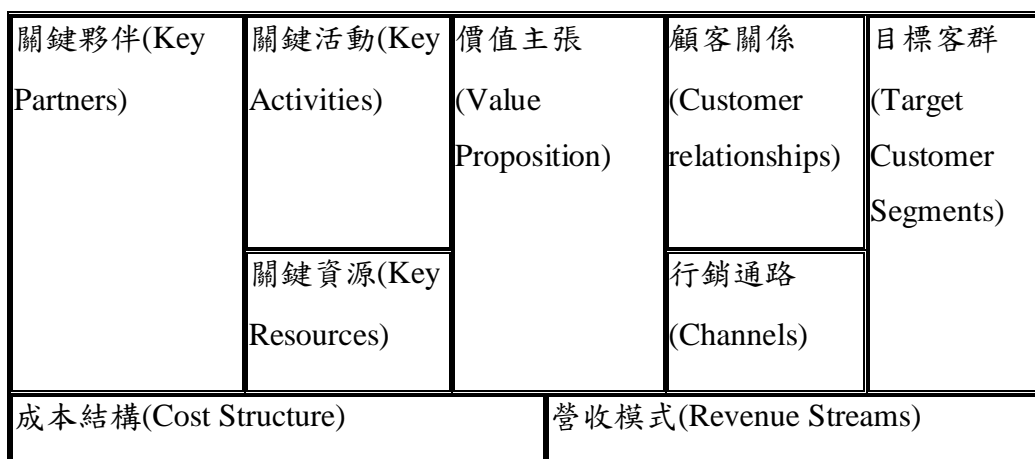 關鍵夥伴(Key
Partners)
關鍵活動(Key
Activities)
關鍵資源(Key
Resources)
價值主張
(Value
Proposition)
顧客關係
(Customer
relationships)
行銷通路
(Channels)
目標客群
(Target
Customer
Segments)
成本結構(Cost Structure)
營收模式(Revenue Streams)